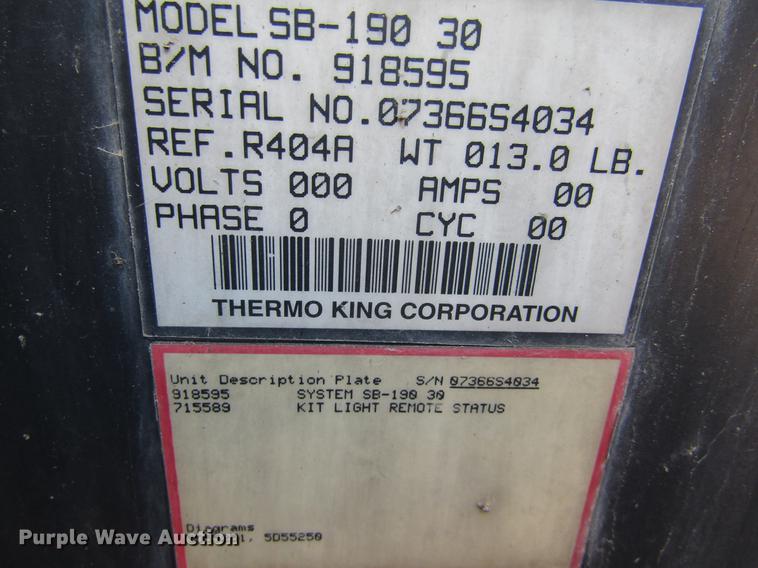 MODEL SB-190 30
B/M NO. 918595
SERIAL NO.07366S4034
REF.R404A WT 013.0 LB.
VOLTS 000 AMPS 00
PHASE 0 CYC 00
THERMO KING CORPORATION
Unit Description Plate S/N 07366S4034
918595 SYSTEM SB-190 30
715589 KIT LIGHT REMOTE STATUS
Diagrams
5D55250
Purple Wave Auction